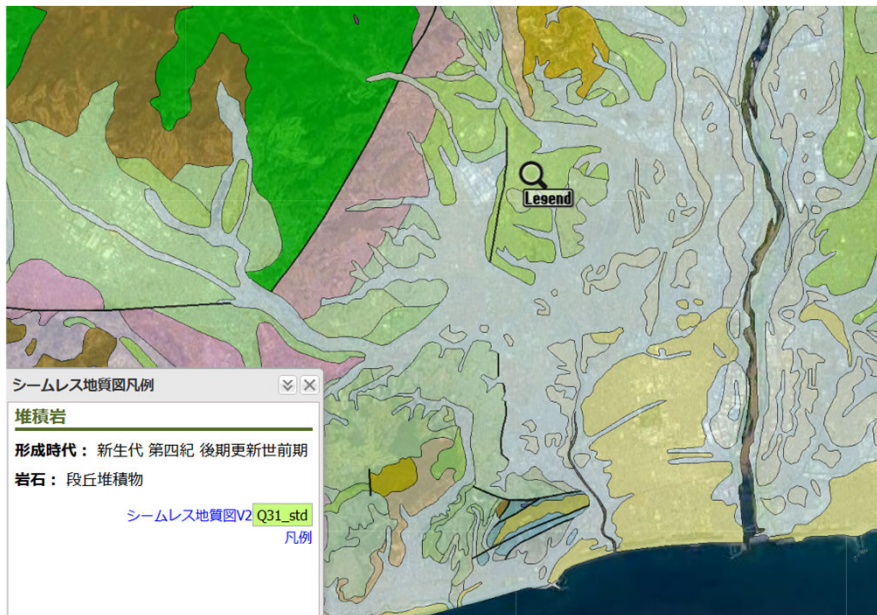 Legend
シームレス地質図凡例
堆積岩
形成時代： 新生代 第四紀 後期更新世前期
岩石： 段丘堆積物
シームレス地質図V2 Q31_std
凡例